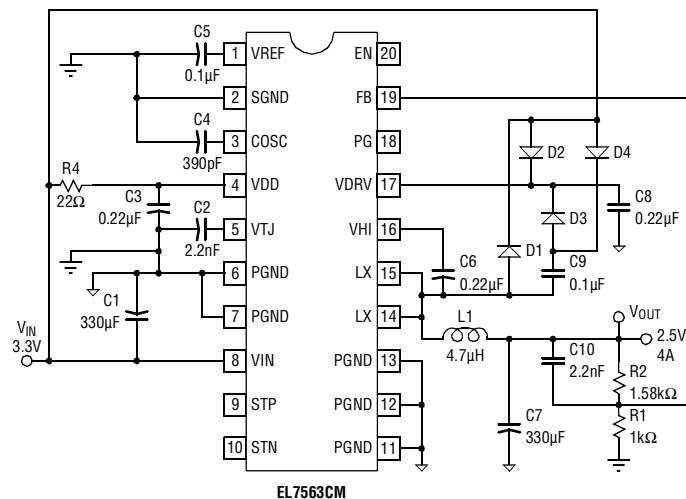 C5
0.1µF
1 VREF
2 SGND
C4
390pF
3 COSC
R4
22Ω
4 VDD
C3
0.22µF
C2
2.2nF
5 VTJ
6 PGND
C1
330µF
7 PGND
VIN
3.3V
8 VIN
9 STP
10 STN
EN 20
FB 19
PG 18
VDRV 17
VHI 16
LX 15
LX 14
PGND 13
PGND 12
PGND 11
D2
D4
D3
D1
C8
0.22µF
C6
0.22µF
C9
0.1µF
L1
4.7µH
VOUT
2.5V
4A
C10
2.2nF
R2
1.58kΩ
R1
1kΩ
C7
330µF
EL7563CM